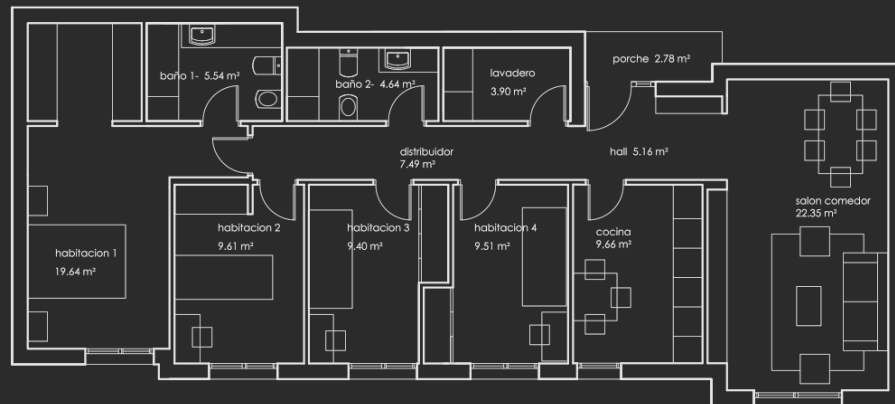 baño 1- 5.54 m²
baño 2- 4.64 m²
lavadero
3.90 m²
porche 2.78 m²
distribuidor
7.49 m²
hall 5.16 m²
salon comedor
22.35 m²
habitacion 1
19.64 m²
habitacion 2
9.61 m²
habitacion 3
9.40 m²
habitacion 4
9.51 m²
cocina
9.66 m²